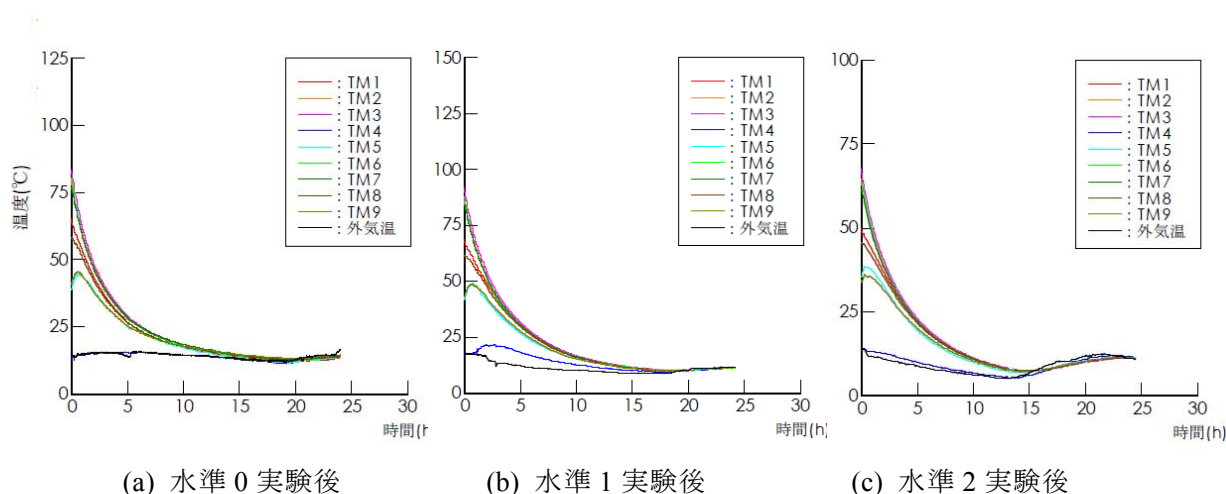 125
100
75
50
25
0
0 5 10 15 20 25 30
温度(℃)
時間(h
: TM1
: TM2
: TM3
: TM4
: TM5
: TM6
: TM7
: TM8
: TM9
: 外気温
(a) 水準 0 実験後
150
125
100
75
50
25
0
0 5 10 15 20 25 30
時間(h)
: TM1
: TM2
: TM3
: TM4
: TM5
: TM6
: TM7
: TM8
: TM9
: 外気温
(b) 水準 1 実験後
100
75
50
25
0
0 5 10 15 20 25 30
時間(h)
: TM1
: TM2
: TM3
: TM4
: TM5
: TM6
: TM7
: TM8
: TM9
: 外気温
(c) 水準 2 実験後